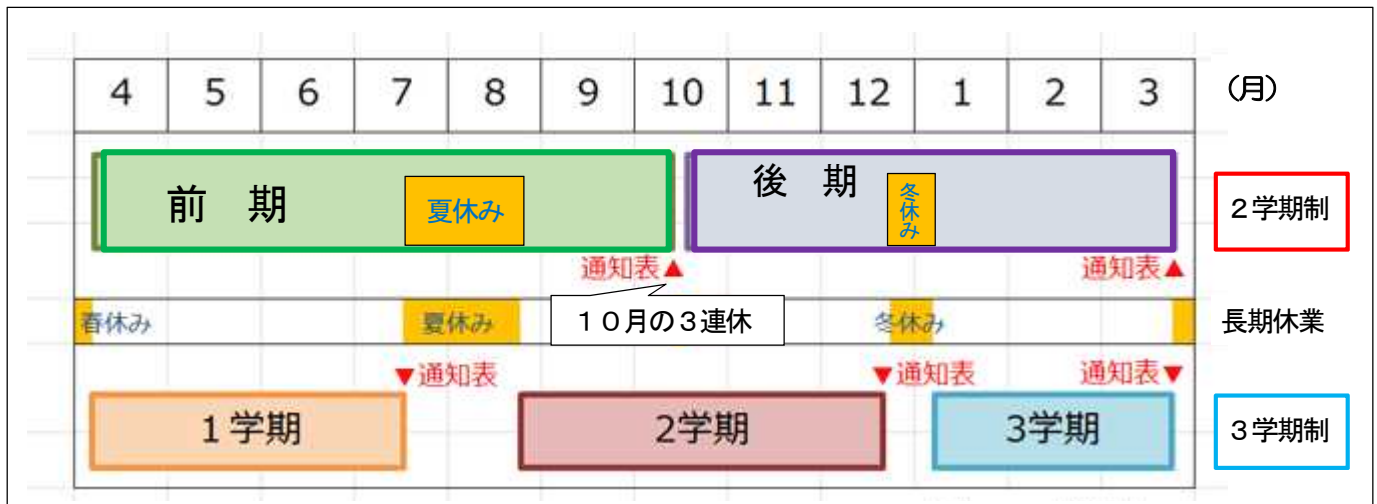 4 5 6 7 8 9 10 11 12 1 2 3 (月)
前 期 夏休み 後 期 冬休み 2学期制
通知表▲ 通知表▲
春休み 夏休み 10月の3連休 冬休み 長期休業
▼通知表 ▼通知表 通知表▼
1学期 2学期 3学期 3学期制